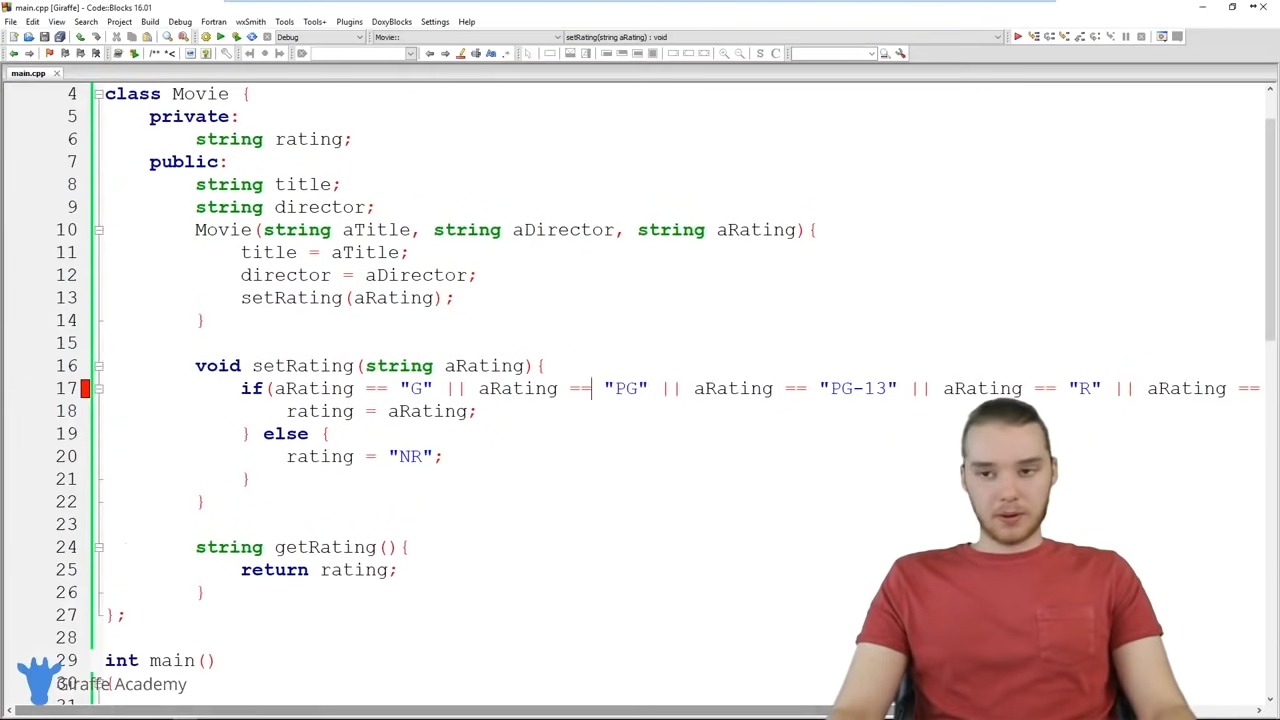 main.cpp [Giraffe] - Code::Blocks 16.01
File Edit View Search Project Build Debug Fortran wxSmith Tools Tools+ Plugins DoxyBlocks Settings Help
Debug Movie:: setRating(string aRating) : void
main.cpp
4 class Movie {
5 private:
6 string rating;
7 public:
8 string title;
9 string director;
10 Movie(string aTitle, string aDirector, string aRating){
11 title = aTitle;
12 director = aDirector;
13 setRating(aRating);
14 }
15
16 void setRating(string aRating){
17 if(aRating == "G" || aRating == "PG" || aRating == "PG-13" || aRating == "R" || aRating ==
18 rating = aRating;
19 } else {
20 rating = "NR";
21 }
22 }
23
24 string getRating(){
25 return rating;
26 }
27 };
28
29 int main()
30 {
Giraffe Academy